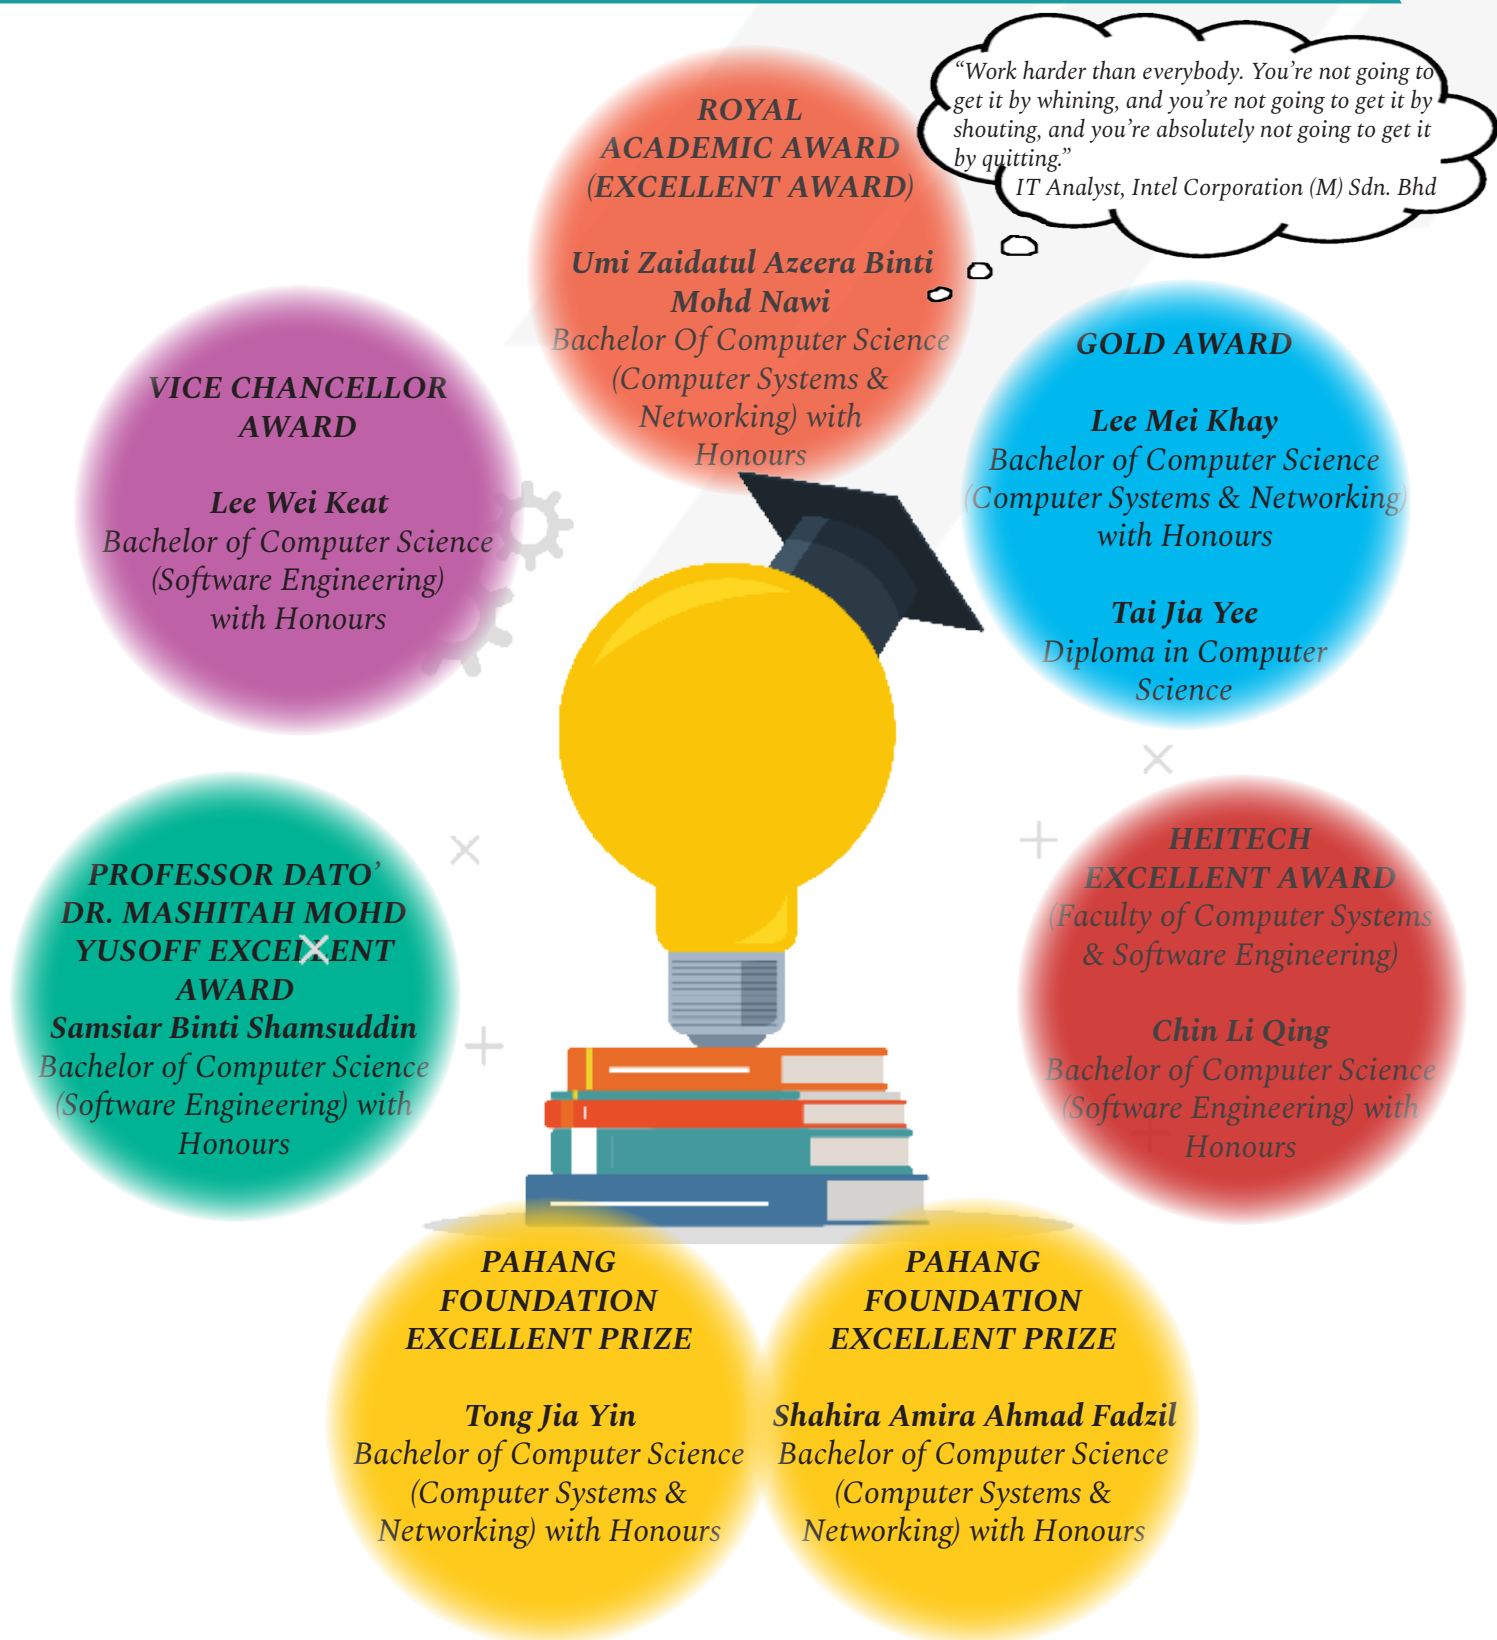 “Work harder than everybody. You’re not going to
get it by whining, and you’re not going to get it by
shouting, and you’re absolutely not going to get it
by quitting.”
IT Analyst, Intel Corporation (M) Sdn. Bhd
ROYAL
ACADEMIC AWARD
(EXCELLENT AWARD)
Umi Zaidatul Azeera Binti
Mohd Nawi
Bachelor Of Computer Science
(Computer Systems &
Networking) with
Honours
VICE CHANCELLOR
AWARD
Lee Wei Keat
Bachelor of Computer Science
(Software Engineering)
with Honours
GOLD AWARD
Lee Mei Khay
Bachelor of Computer Science
(Computer Systems & Networking)
with Honours
Tai Jia Yee
Diploma in Computer
Science
PROFESSOR DATO’
DR. MASHITAH MOHD
YUSOFF EXCELLENT
AWARD
Samsiar Binti Shamsuddin
Bachelor of Computer Science
(Software Engineering) with
Honours
HEITECH
EXCELLENT AWARD
(Faculty of Computer Systems
& Software Engineering)
Chin Li Qing
Bachelor of Computer Science
(Software Engineering) with
Honours
PAHANG
FOUNDATION
EXCELLENT PRIZE
Tong Jia Yin
Bachelor of Computer Science
(Computer Systems &
Networking) with Honours
PAHANG
FOUNDATION
EXCELLENT PRIZE
Shahira Amira Ahmad Fadzil
Bachelor of Computer Science
(Computer Systems &
Networking) with Honours